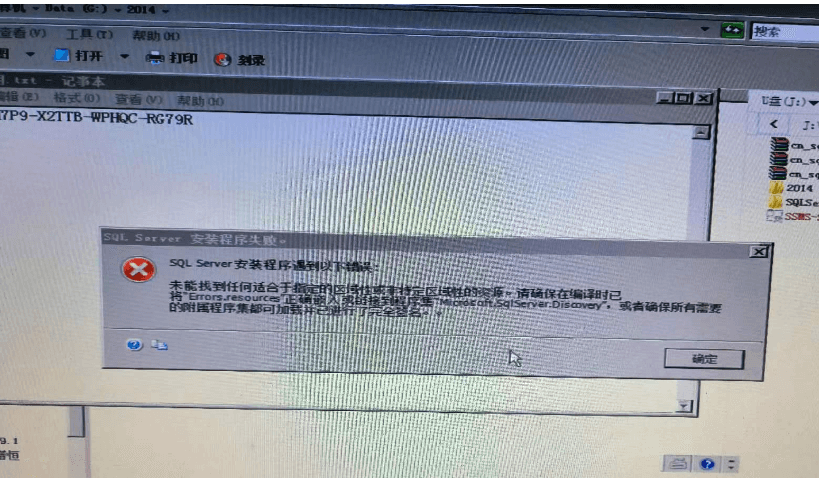 Data (G:) - 2014
查看(V) 工具(T) 帮助(H)
打开 打印 刻录
搜索
.txt - 记事本
编辑(E) 格式(O) 查看(V) 帮助(H)
7P9-X2TTB-WPHQC-RG79R
U盘(J:)
J:
cn_s
cn_s
cn_sq
2014
SQLSe
SSMS-
SQL Server 安装程序失败。
SQL Server 安装程序遇到以下错误:
未能找到任何适合于指定的区域性或非特定区域性的资源。请确保在编译时已
将"Errors.resources"正确嵌入或链接到程序集"Microsoft.SqlServer.Discovery"，或者确保所有需要
的附属程序集都可加载并已进行了完全签名。。
确定
9.1